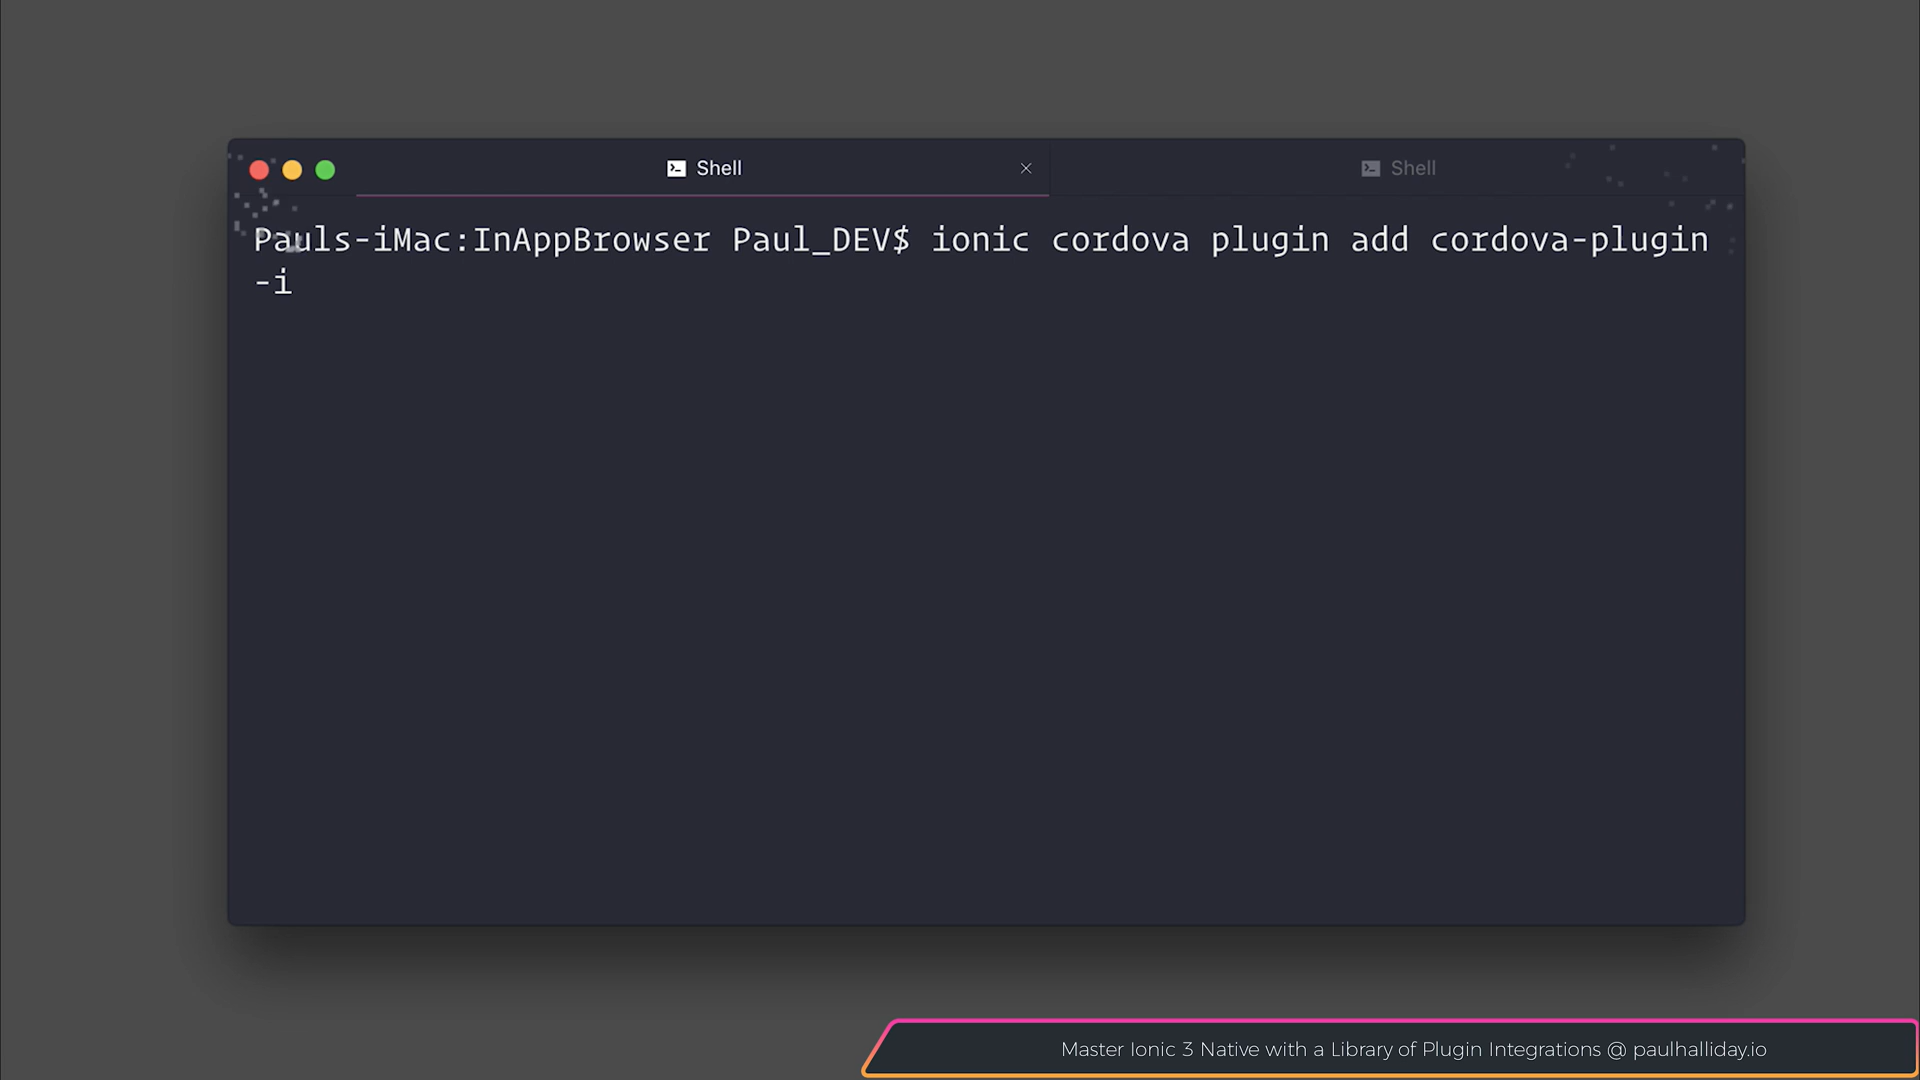 Shell
Shell
Pauls-iMac:InAppBrowser Paul_DEV$ ionic cordova plugin add cordova-plugin
-i
Master Ionic 3 Native with a Library of Plugin Integrations @ paulhalliday.io